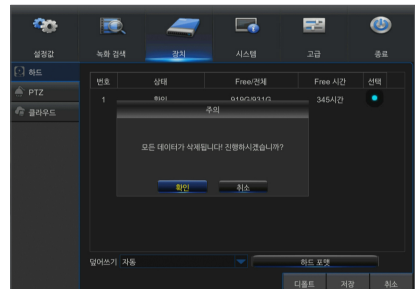 설정값 녹화 검색 장치 시스템 고급 종료
하드
PTZ
클라우드
번호 상태 Free/전체 Free 시간 선택
1 확인 919G/931G 345시간
주의
모든 데이터가 삭제됩니다! 진행하시겠습니까?
확인 취소
덮어쓰기 자동 하드 포맷
디폴트 저장 취소